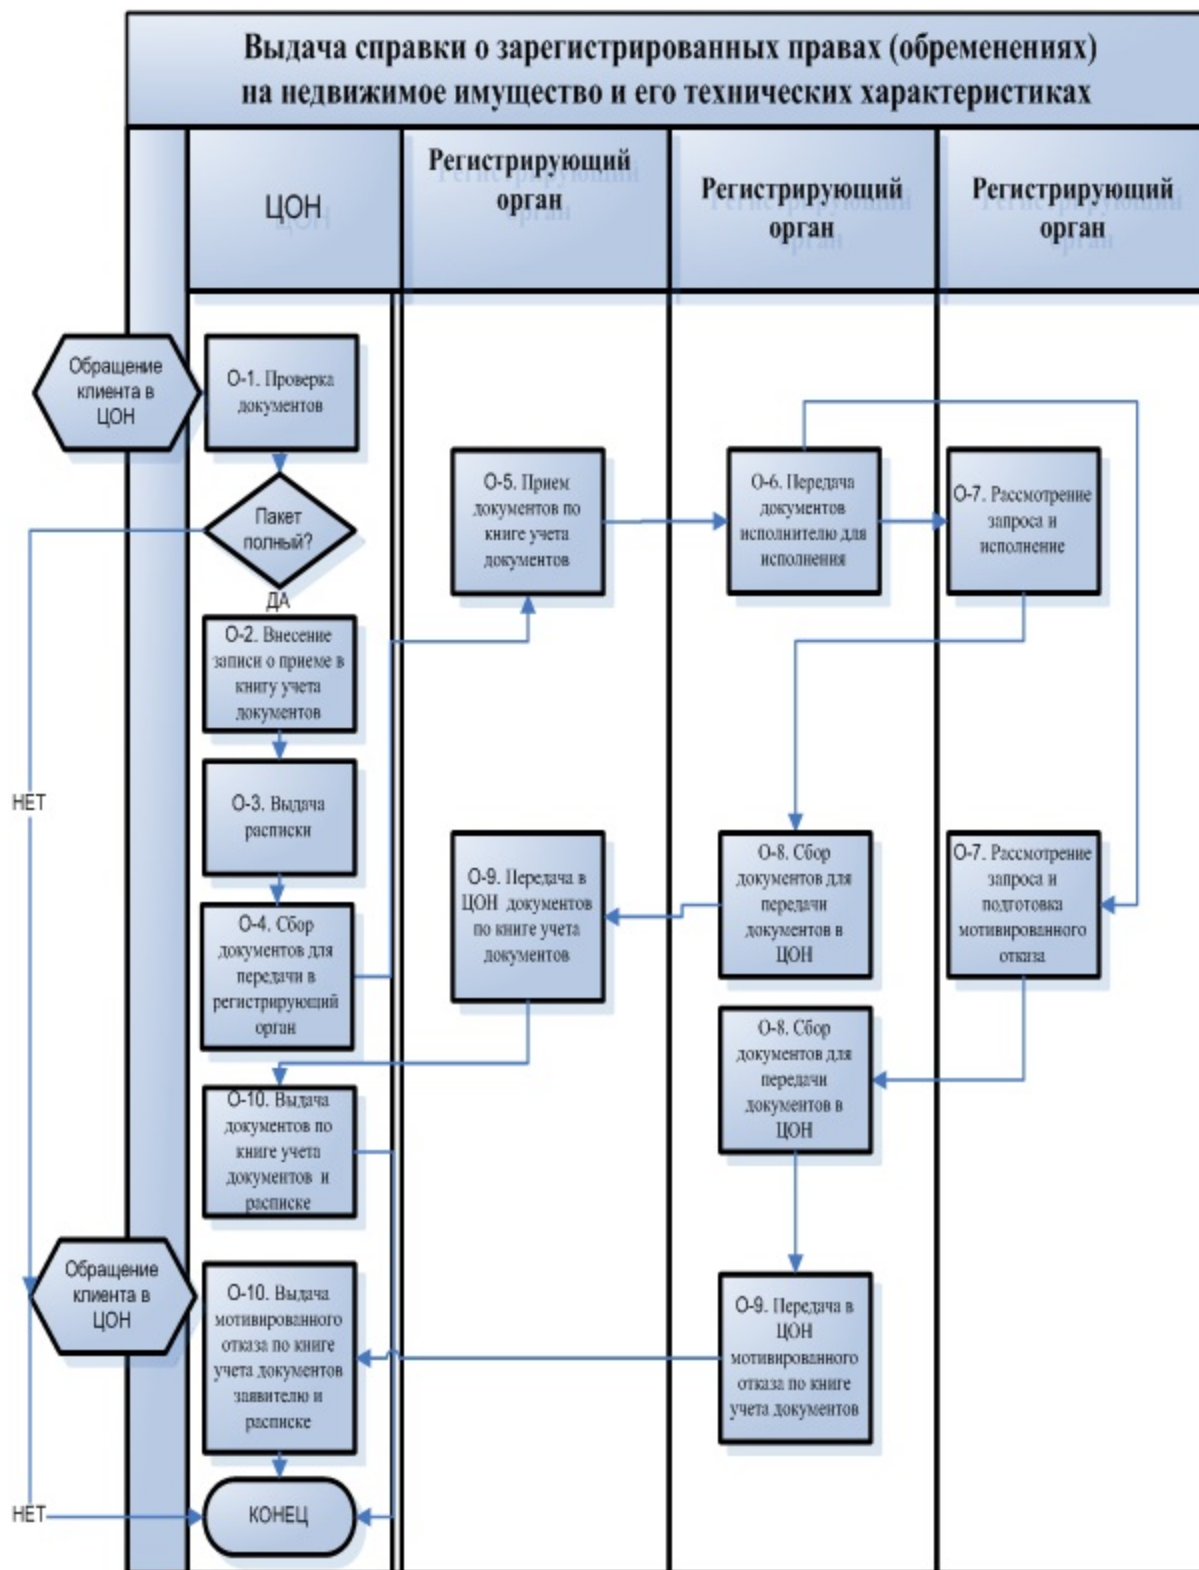 Выдача справки о зарегистрированных правах (обременениях)
на недвижимое имущество и его технических характеристиках
ЦОН
Регистрирующий
орган
Регистрирующий
орган
Регистрирующий
орган
Обращение
клиента в
ЦОН
О-1. Проверка
документов
Пакет
полный?
ДА
О-2. Внесение
записи о приеме в
книгу учета
документов
НЕТ
О-3. Выдача
расписки
О-4. Сбор
документов для
передачи в
регистрирующий
орган
О-5. Прием
документов по
книге учета
документов
О-6. Передача
документов
исполнителю для
исполнения
О-7. Рассмотрение
запроса и
исполнение
О-9. Передача в
ЦОН документов
по книге учета
документов
О-8. Сбор
документов для
передачи
документов в
ЦОН
О-7. Рассмотрение
запроса и
подготовка
мотивированного
отказа
О-8. Сбор
документов для
передачи
документов в
ЦОН
О-10. Выдача
документов по
книге учета
документов и
расписке
Обращение
клиента в
ЦОН
О-10. Выдача
мотивированного
отказа по книге
учета документов
заявителю и
расписке
О-9. Передача в
ЦОН
мотивированного
отказа по книге
учета документов
НЕТ
КОНЕЦ